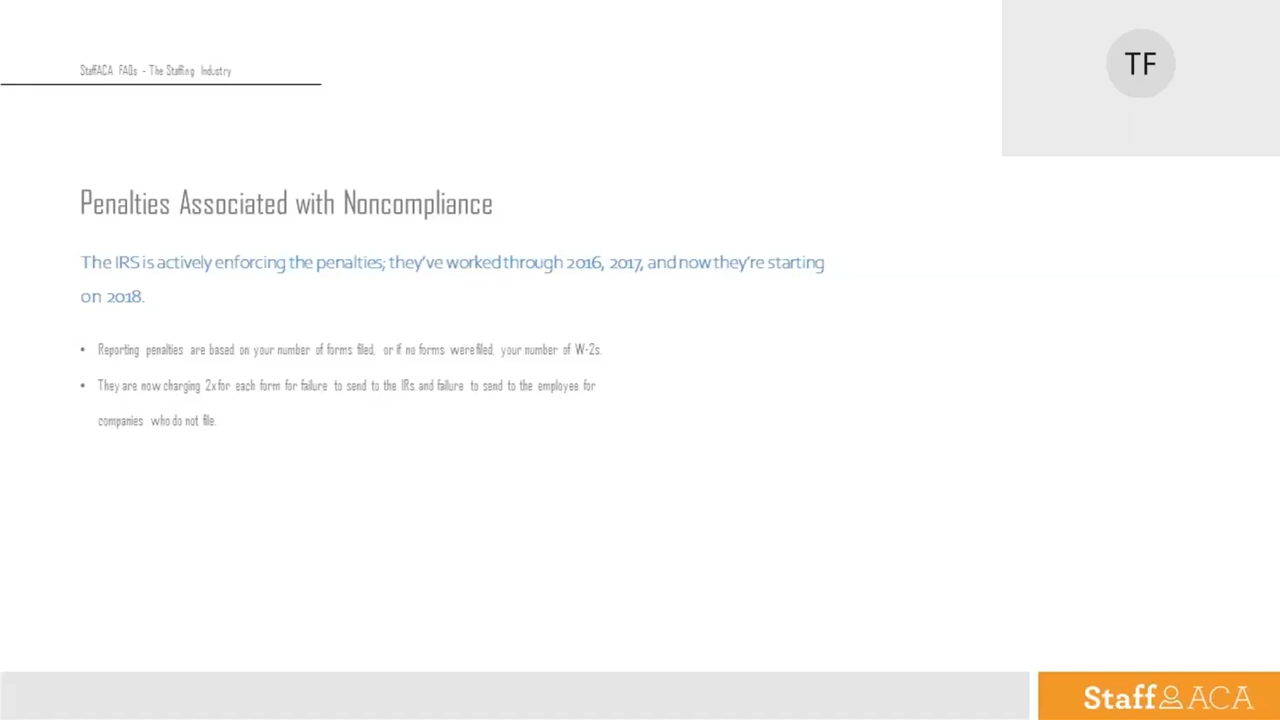 StaffACA FAQs - The Staffing Industry
TF
Penalties Associated with Noncompliance
The IRS is actively enforcing the penalties; they've worked through 2016, 2017, and now they're starting
on 2018.
• Reporting penalties are based on your number of forms filed, or if no forms were filed, your number of W-2s.
• They are now charging 2x for each form for failure to send to the IRs and failure to send to the employee for
companies who do not file.
Staff ACA